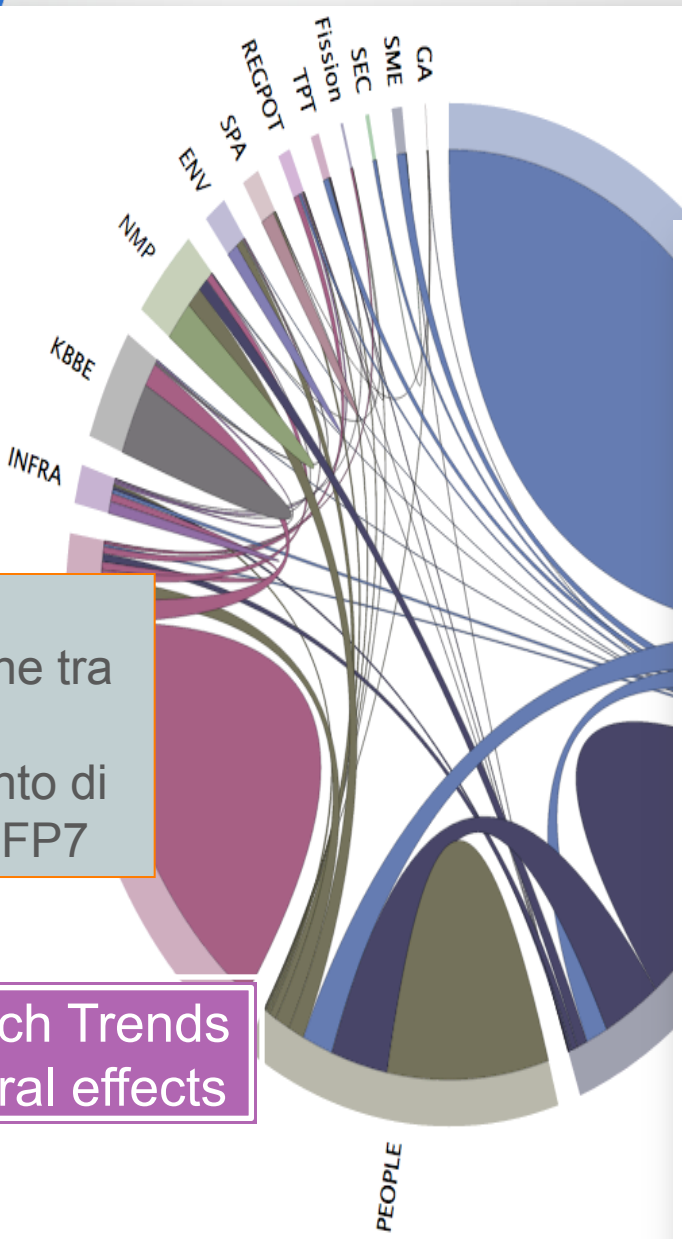 GA
SME
SEC
Fission
TPT
REGPOT
SPA
ENV
NMP
KBBE
INFRA
ne tra
nto di
FP7
ch Trends
ral effects
PEOPLE